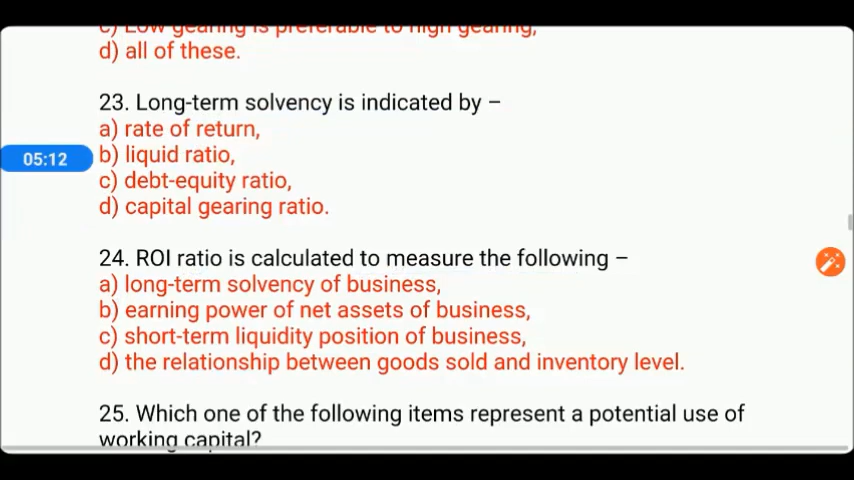 c) Low gearing is preferable to high gearing,
d) all of these.
23. Long-term solvency is indicated by –
a) rate of return,
05:12
b) liquid ratio,
c) debt-equity ratio,
d) capital gearing ratio.
24. ROI ratio is calculated to measure the following –
a) long-term solvency of business,
b) earning power of net assets of business,
c) short-term liquidity position of business,
d) the relationship between goods sold and inventory level.
25. Which one of the following items represent a potential use of
working capital?